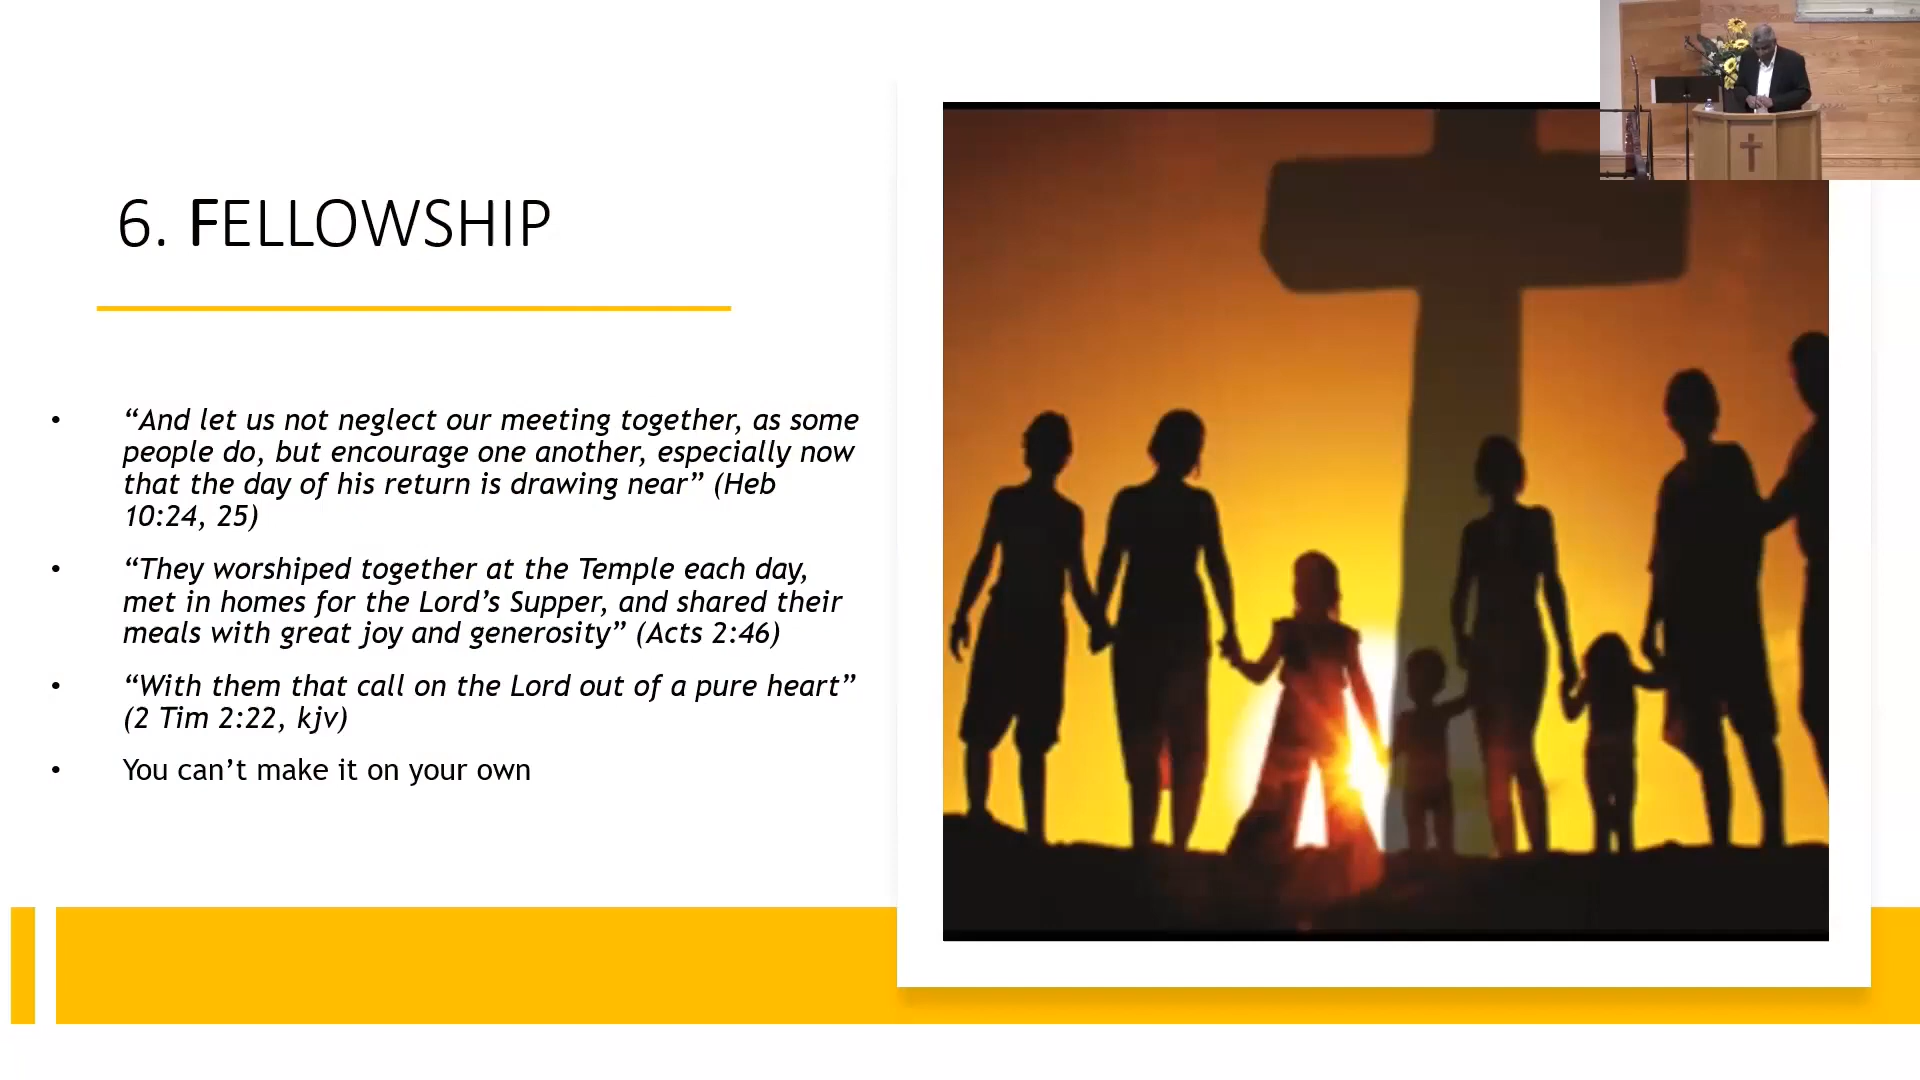 6. FELLOWSHIP
• “And let us not neglect our meeting together, as some
people do, but encourage one another, especially now
that the day of his return is drawing near” (Heb
10:24, 25)
• “They worshiped together at the Temple each day,
met in homes for the Lord’s Supper, and shared their
meals with great joy and generosity” (Acts 2:46)
• “With them that call on the Lord out of a pure heart”
(2 Tim 2:22, kjv)
• You can’t make it on your own